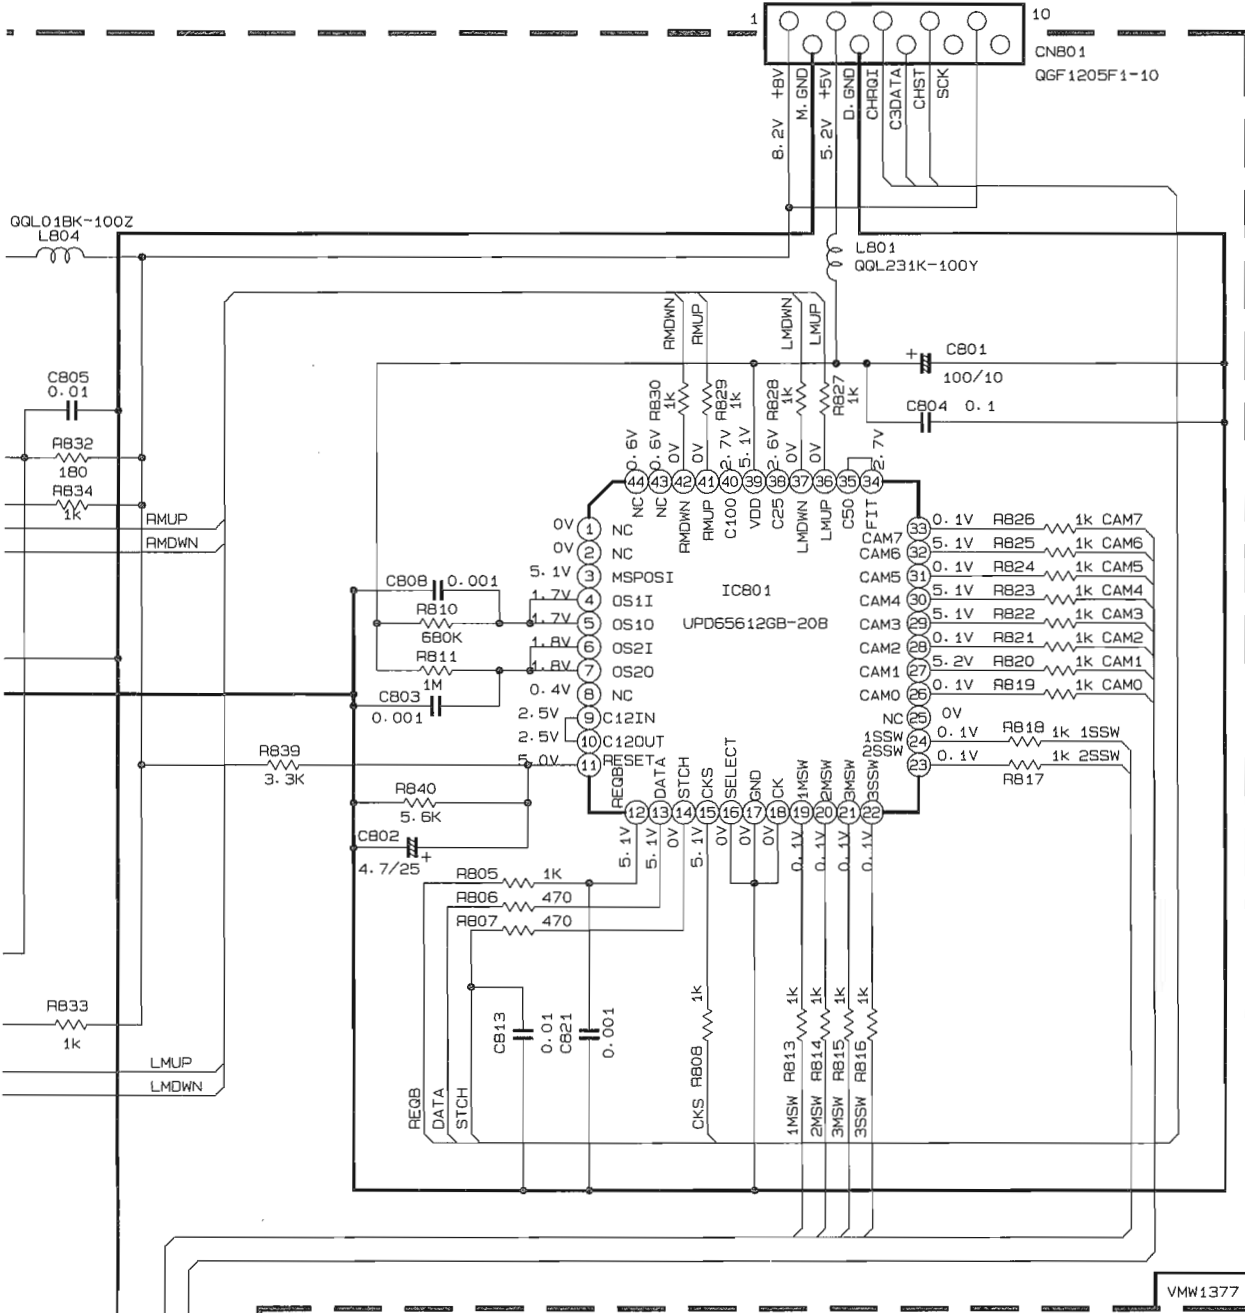 1
10
CN801
QGF1205F1-10
8.2V +8V
M.GND
5.2V +5V
D.GND
CHRQI
C3DATA
CHST
SCK
QQL01BK-100Z
L804
L801
QQL231K-100Y
RMDWN
RMUP
LMDWN
LMUP
C801
+
100/10
C804 0.1
C805
0.01
R832
180
R834
1k
RMUP
RMDWN
R830
1k
R829
1k
R828
1k
R827
1k
0.6V
0.6V
0V
0V
2.7V
5.1V
2.6V
0V
0V
2.7V
44
43
42
41
40
39
38
37
36
35
34
NC
NC
RMDWN
RMUP
C100
VDD
C25
LMDWN
LMUP
C50
FIT
0V 1 NC
0V 2 NC
5.1V 3 MSPOSI
1.7V 4 OS1I
1.7V 5 OS1O
1.8V 6 OS2I
1.8V 7 OS2O
0.4V 8 NC
2.5V 9 C12IN
2.5V 10 C12OUT
5.0V 11 RESET
C808 0.001
R810
680K
R811
1M
C803
0.001
IC801
UPD65612GB-208
CAM7 33 0.1V R826 1k CAM7
CAM6 32 5.1V R825 1k CAM6
CAM5 31 0.1V R824 1k CAM5
CAM4 30 5.1V R823 1k CAM4
CAM3 29 5.1V R822 1k CAM3
CAM2 28 0.1V R821 1k CAM2
CAM1 27 5.2V R820 1k CAM1
CAM0 26 0.1V R819 1k CAM0
NC 25 0V
1SSW 24 0.1V R818 1k 1SSW
2SSW 23 0.1V R817 1k 2SSW
R839
3.3K
R840
5.6K
C802
+
4.7/25
REQB
DATA
STCH
CKS
SELECT
GND
CK
1MSW
2MSW
3MSW
3SSW
12
13
14
15
16
17
18
19
20
21
22
5.1V
5.1V
0V
5.1V
0V
0V
0V
0.1V
0.1V
0.1V
0.1V
R805 1K
R806 470
R807 470
R833
1k
C813
0.01
C821
0.001
CKS R808 1k
1MSW R813 1k
2MSW R814 1k
3MSW R815 1k
3SSW R816 1k
LMUP
LMDWN
REQB
DATA
STCH
VMW1377